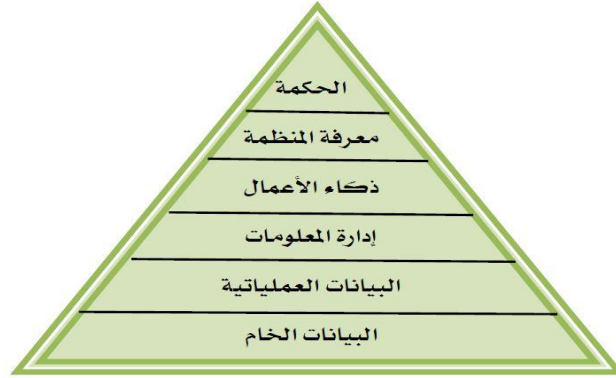 الحكمة
معرفة المنظمة
ذكاء الأعمال
إدارة المعلومات
البيانات العملياتية
البيانات الخام